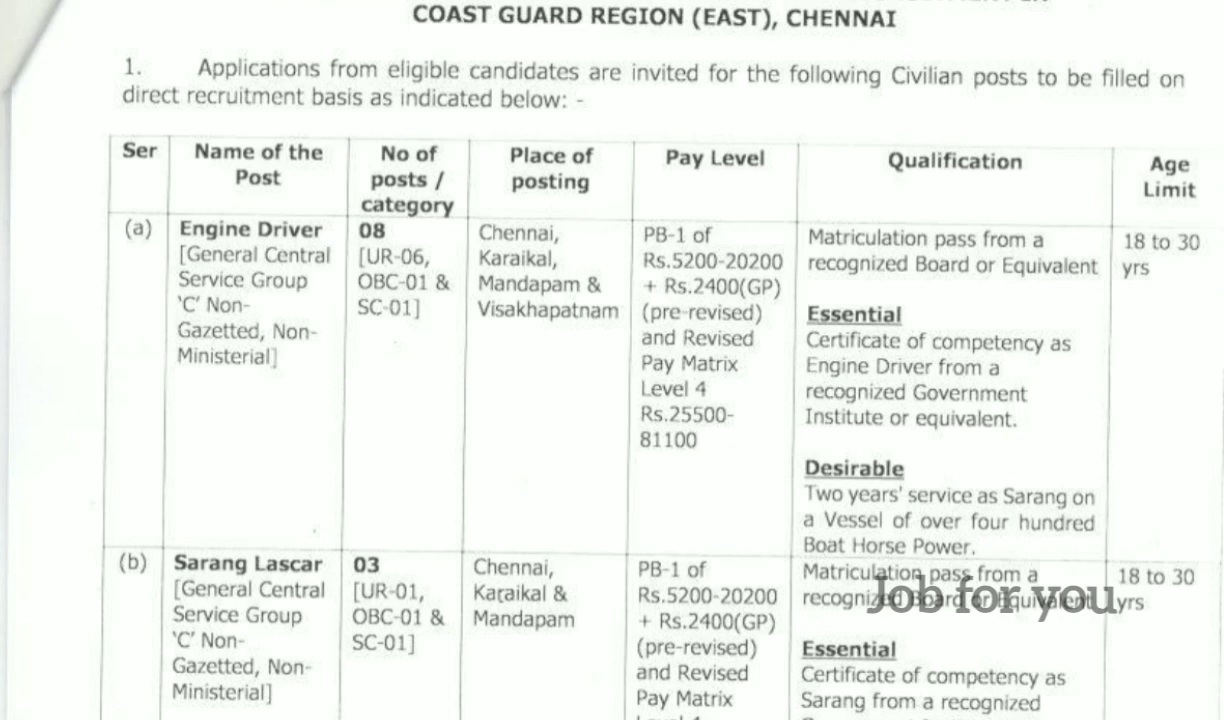 COAST GUARD REGION (EAST), CHENNAI
1. Applications from eligible candidates are invited for the following Civilian posts to be filled on
direct recruitment basis as indicated below: -
Ser
Name of the
Post
No of
posts /
category
Place of
posting
Pay Level
Qualification
Age
Limit
(a)
Engine Driver
[General Central
Service Group
'C' Non-
Gazetted, Non-
Ministerial]
08
[UR-06,
OBC-01 &
SC-01]
Chennai,
Karaikal,
Mandapam &
Visakhapatnam
PB-1 of
Rs.5200-20200
+ Rs.2400(GP)
(pre-revised)
and Revised
Pay Matrix
Level 4
Rs.25500-
81100
Matriculation pass from a
recognized Board or Equivalent
Essential
Certificate of competency as
Engine Driver from a
recognized Government
Institute or equivalent.
Desirable
Two years' service as Sarang on
a Vessel of over four hundred
Boat Horse Power.
18 to 30
yrs
(b)
Sarang Lascar
[General Central
Service Group
'C' Non-
Gazetted, Non-
Ministerial]
03
[UR-01,
OBC-01 &
SC-01]
Chennai,
Karaikal &
Mandapam
PB-1 of
Rs.5200-20200
+ Rs.2400(GP)
(pre-revised)
and Revised
Pay Matrix
Matriculation pass from a
recognized Board or Equivalent
Essential
Certificate of competency as
Sarang from a recognized
18 to 30
yrs
Job for you